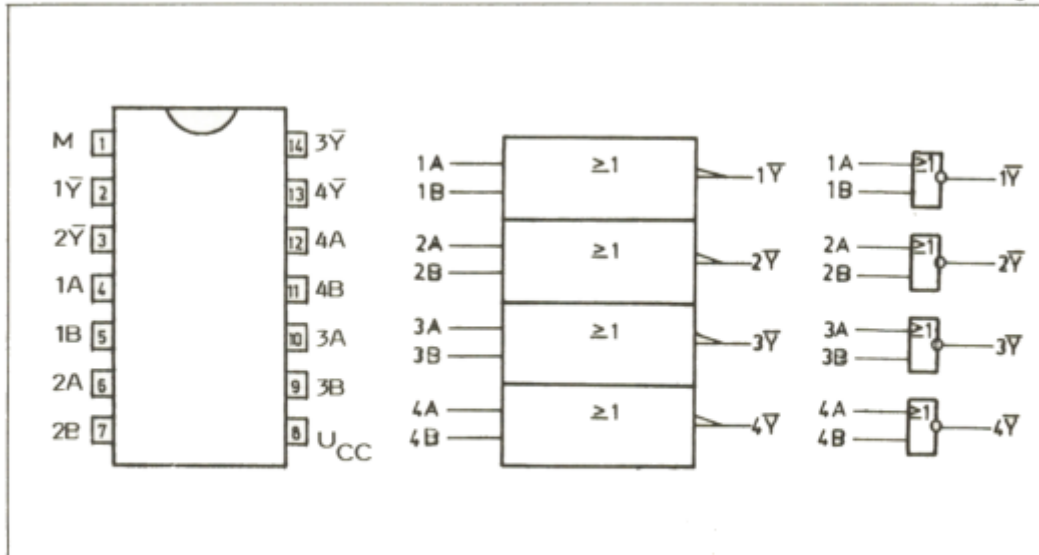 M 1
1Y̅ 2
2Y̅ 3
1A 4
1B 5
2A 6
2B 7
14 3Y̅
13 4Y̅
12 4A
11 4B
10 3A
9 3B
8 UCC
1A
1B
≥1
1Y̅
2A
2B
≥1
2Y̅
3A
3B
≥1
3Y̅
4A
4B
≥1
4Y̅
1A
1B
≥1
1Y̅
2A
2B
≥1
2Y̅
3A
3B
≥1
3Y̅
4A
4B
≥1
4Y̅